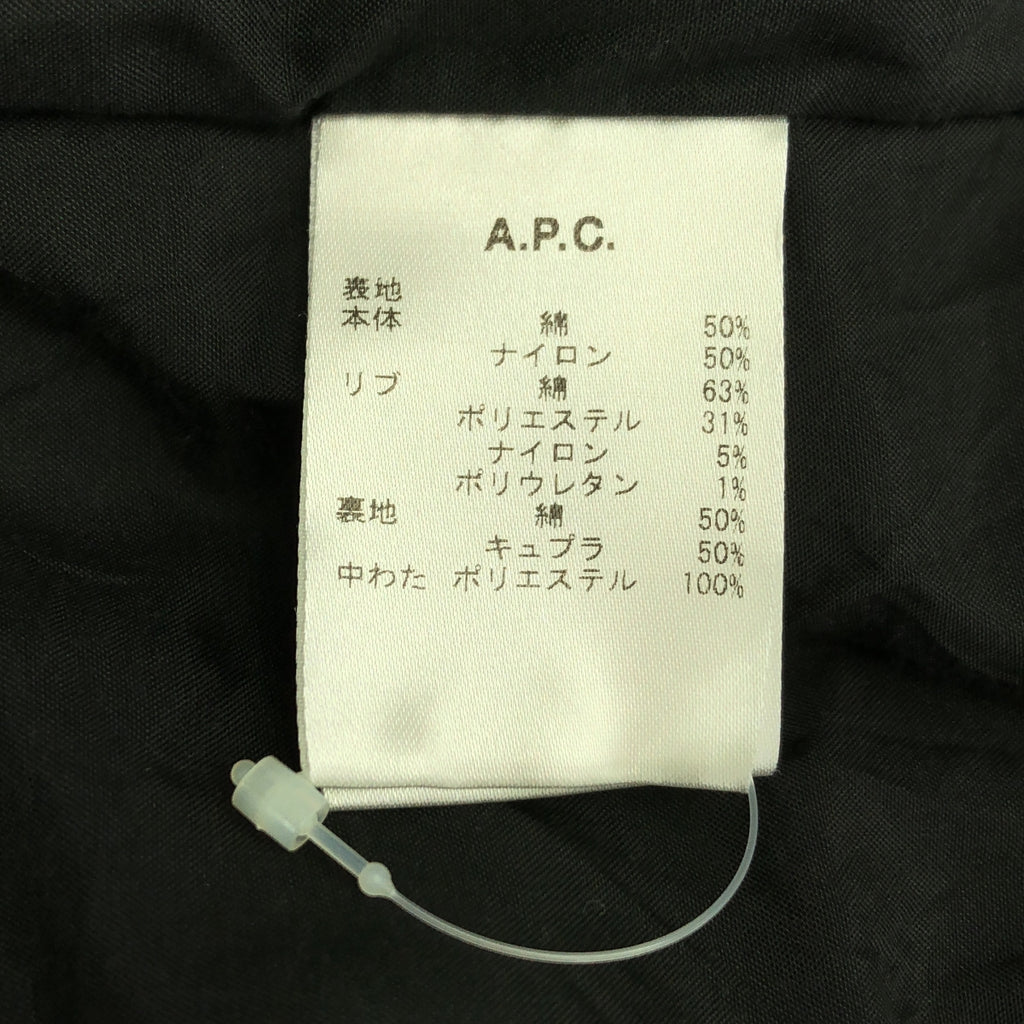 A.P.C.
表地
本体 綿 50%
ナイロン 50%
リブ 綿 63%
ポリエステル 31%
ナイロン 5%
ポリウレタン 1%
裏地 綿 50%
キュプラ 50%
中わた ポリエステル 100%